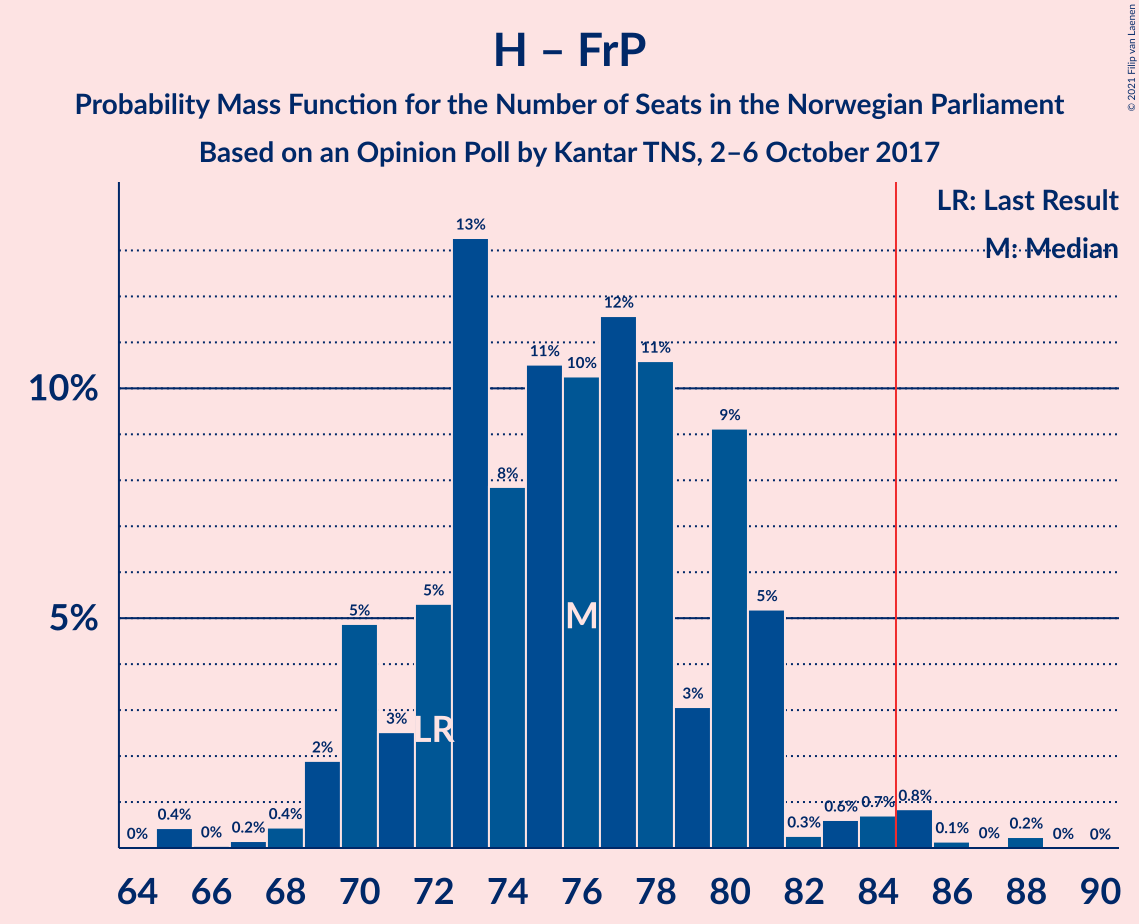 H – FrP
Probability Mass Function for the Number of Seats in the Norwegian Parliament
Based on an Opinion Poll by Kantar TNS, 2–6 October 2017
© 2021 Filip van Laenen
LR: Last Result
M: Median
10%
5%
0% 0.4% 0% 0.2% 0.4% 2% 5% 3% 5% 13% 8% 11% 10% 12% 11% 3% 9% 5% 0.3% 0.6% 0.7% 0.8% 0.1% 0% 0.2% 0% 0%
LR
M
64 66 68 70 72 74 76 78 80 82 84 86 88 90